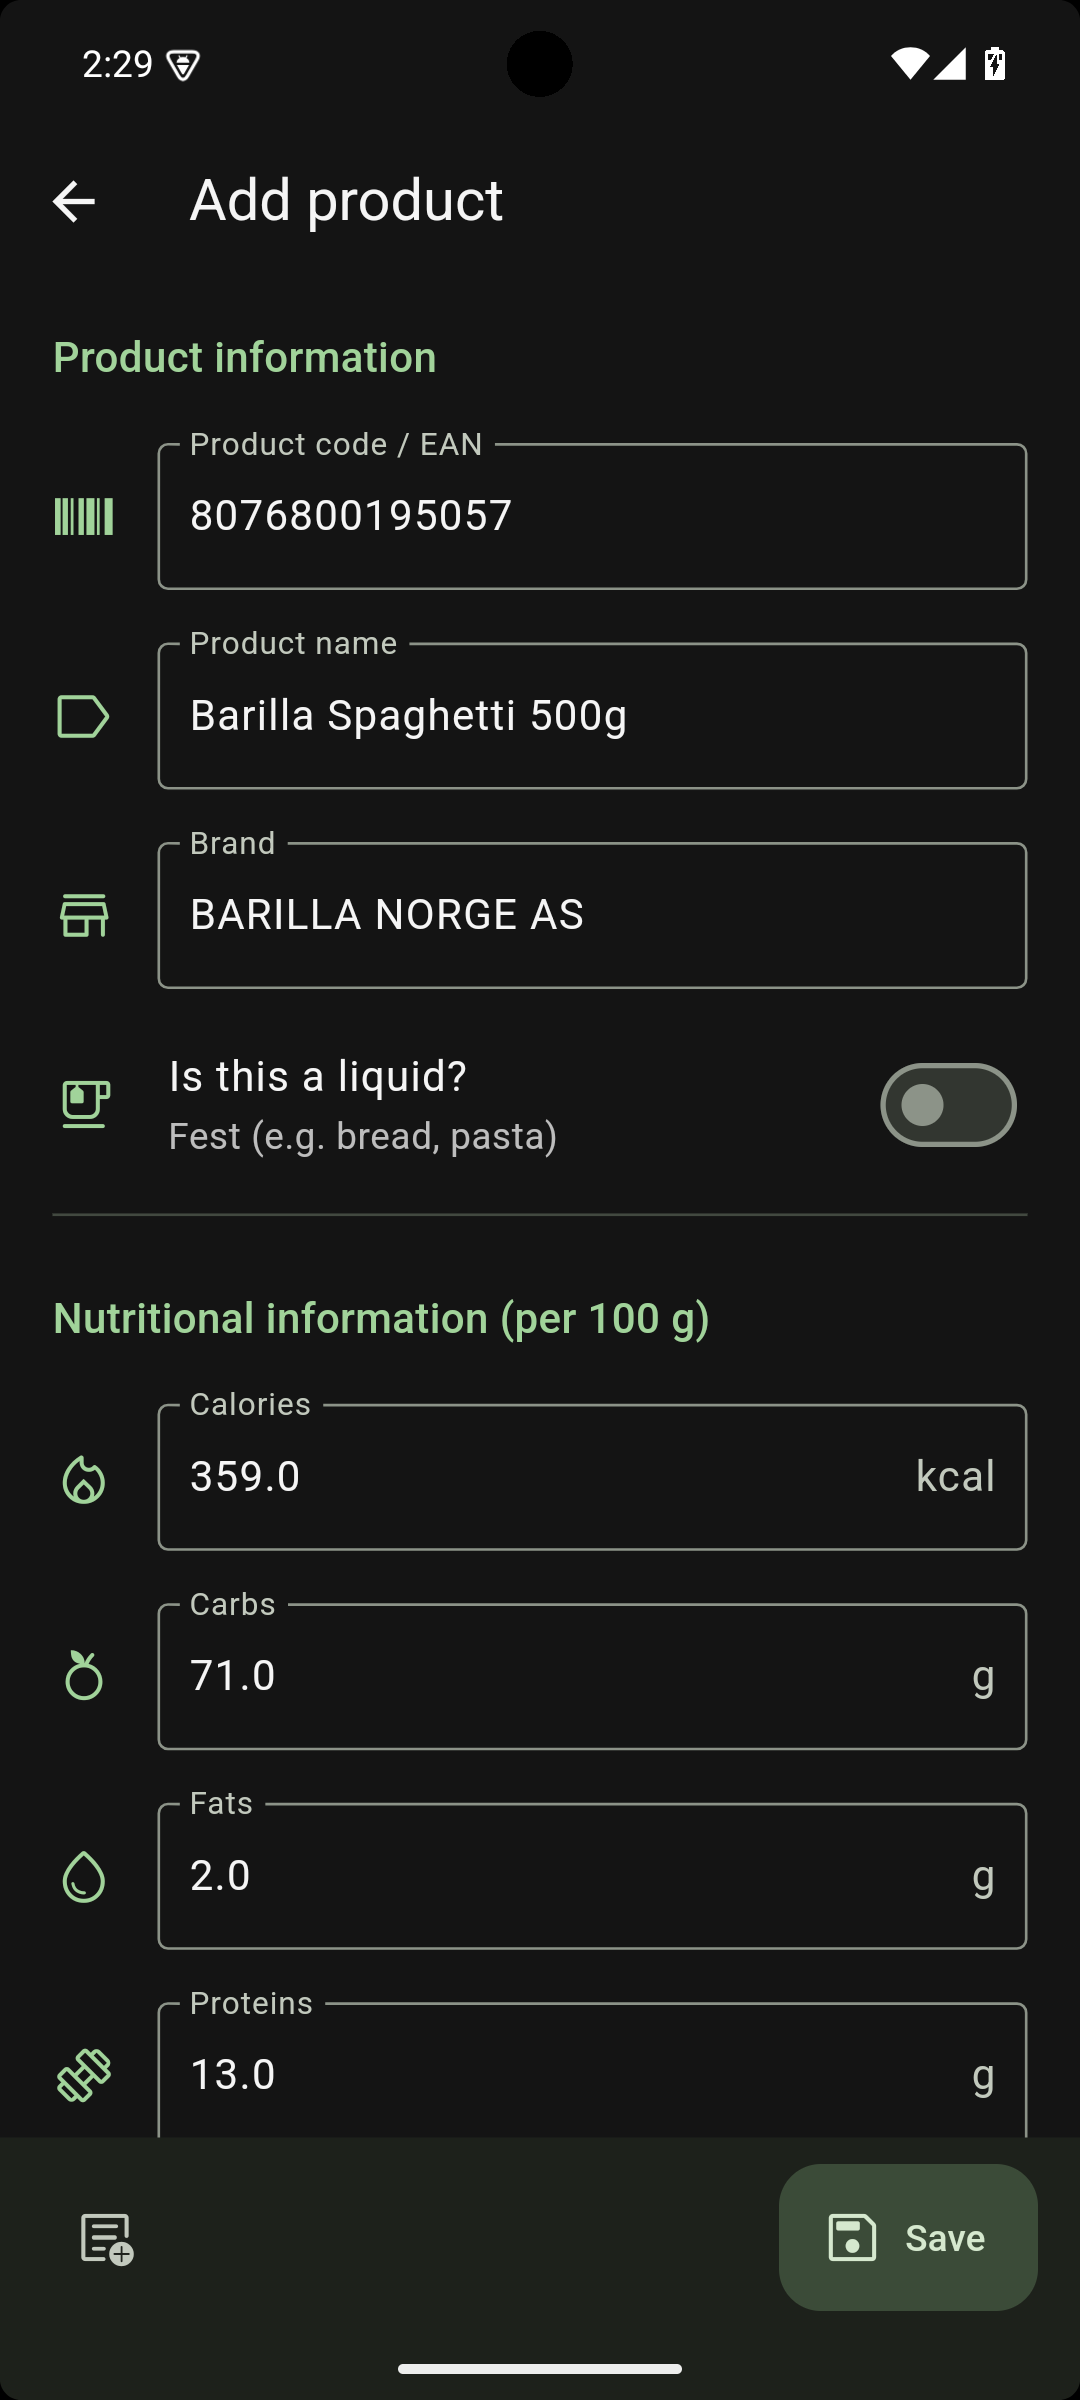 2:29
Add product
Product information
Product code / EAN
8076800195057
Product name
Barilla Spaghetti 500g
Brand
BARILLA NORGE AS
Is this a liquid?
Fest (e.g. bread, pasta)
Nutritional information (per 100 g)
Calories
359.0 kcal
Carbs
71.0 g
Fats
2.0 g
Proteins
13.0 g
Save